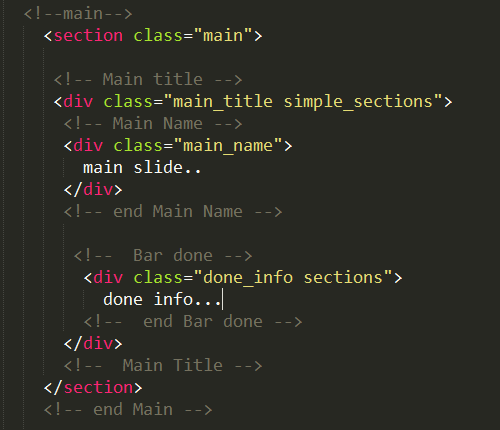 <!--main-->
<section class="main">
<!-- Main title -->
<div class="main_title simple_sections">
<!-- Main Name -->
<div class="main_name">
main slide..
</div>
<!-- end Main Name -->
<!--  Bar done -->
<div class="done_info sections">
done info...
<!--  end Bar done -->
</div>
<!--  Main Title -->
</section>
<!-- end Main -->